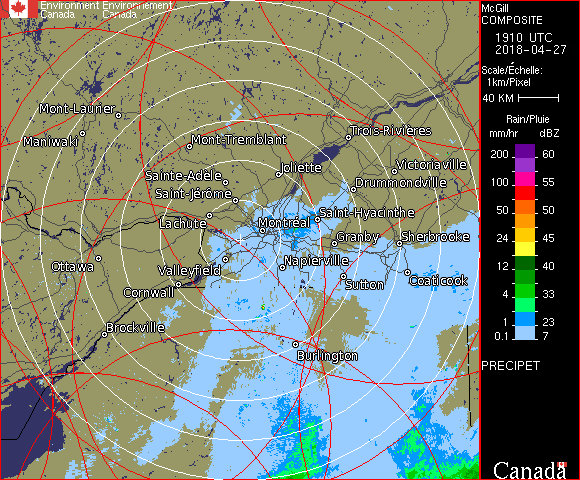 Environment Environnement
Canada Canada
McGill
COMPOSITE
1910 UTC
2018-04-27
Scale/Échelle:
1km/Pixel
40 KM
Rain/Pluie
mm/hr dBZ
200 60
100 55
50 50
24 45
12 40
4 33
1 23
0.1 7
PRECIPET
Mont-Laurier
Maniwaki
Mont-Tremblant
Trois-Rivières
Sainte-Adèle
Joliette
Victoriaville
Saint-Jérôme
Drummondville
Lachute
Montréal
Saint-Hyacinthe
Granby
Sherbrooke
Ottawa
Valleyfield
Napierville
Cornwall
Sutton
Coaticook
Brockville
Burlington
Canada